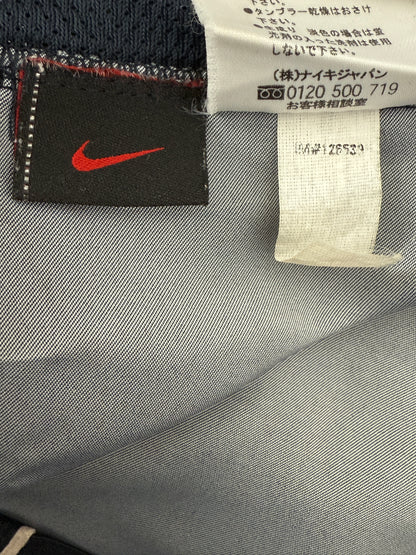 下さい。
●タンブラー乾燥はおさけ
下さい。
淡色の場合は蛍光
剤の入った洗剤は使用
しないで下さい。
(株)ナイキジャパン
0120 500 719
お客様相談室
IM#128539